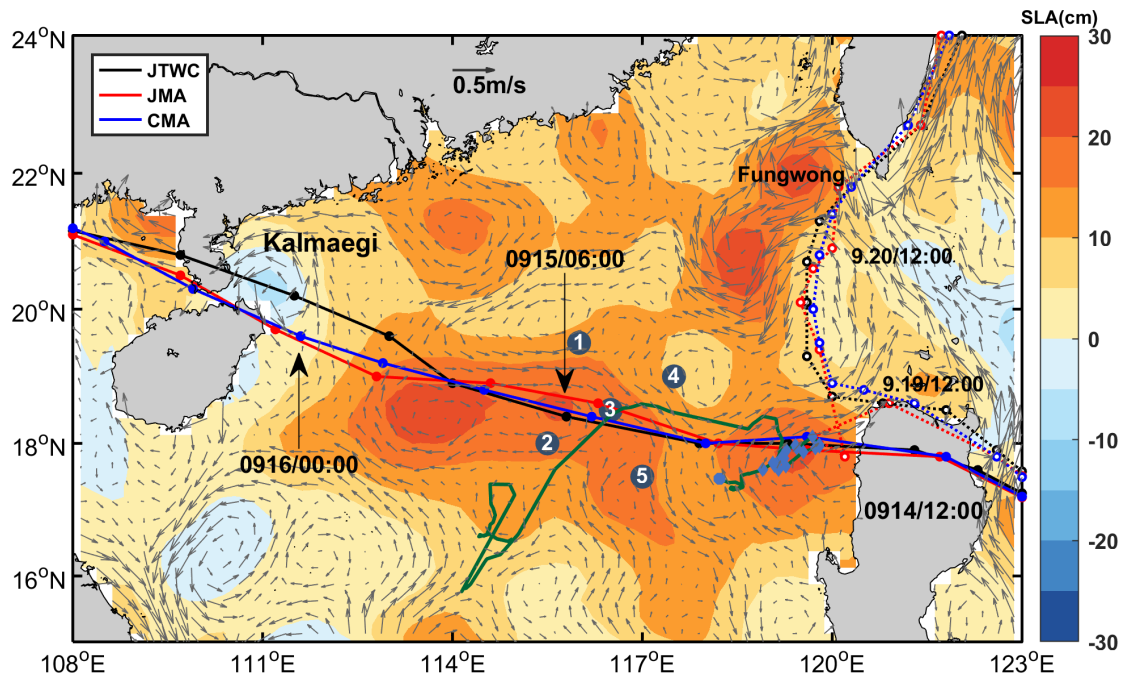 SLA(cm)
24°N
22°N
20°N
18°N
16°N
JTWC
JMA
CMA
0.5m/s
Fungwong
Kalmaegi
0915/06:00
9.20/12:00
1
4
9.19/12:00
3
2
0916/00:00
5
0914/12:00
108°E
111°E
114°E
117°E
120°E
123°E
30
20
10
0
-10
-20
-30